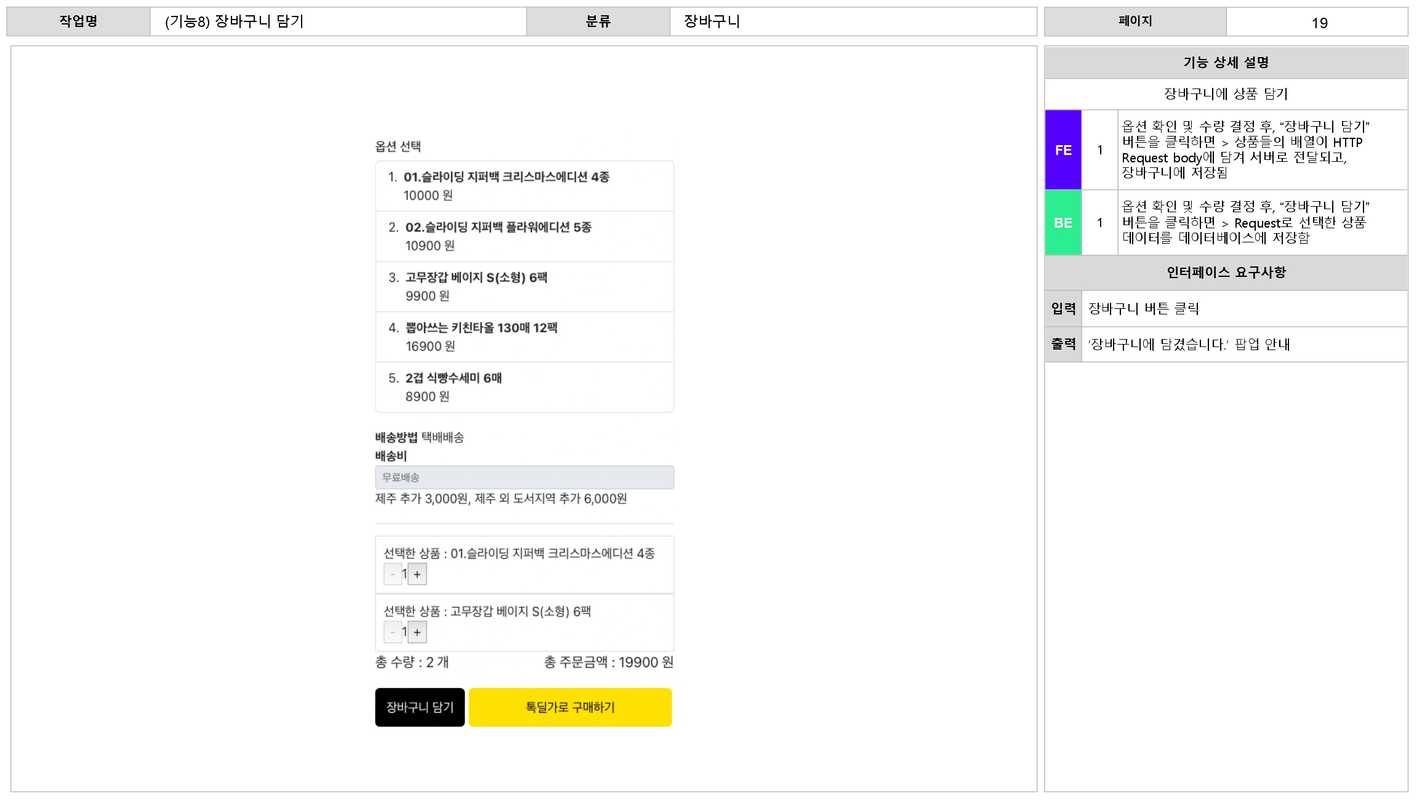 작업명 (기능8) 장바구니 담기 분류 장바구니 페이지 19
옵션 선택
1. 01.슬라이딩 지퍼백 크리스마스에디션 4종
10000 원
2. 02.슬라이딩 지퍼백 플라워에디션 5종
10900 원
3. 고무장갑 베이지 S(소형) 6팩
9900 원
4. 뽑아쓰는 키친타올 130매 12팩
16900 원
5. 2겹 식빵수세미 6매
8900 원
배송방법 택배배송
배송비
무료배송
제주 추가 3,000원, 제주 외 도서지역 추가 6,000원
선택한 상품 : 01.슬라이딩 지퍼백 크리스마스에디션 4종
- 1 +
선택한 상품 : 고무장갑 베이지 S(소형) 6팩
- 1 +
총 수량 : 2 개 총 주문금액 : 19900 원
장바구니 담기 톡딜가로 구매하기
기능 상세 설명
장바구니에 상품 담기
FE 1
옵션 확인 및 수량 결정 후, “장바구니 담기”
버튼을 클릭하면 > 상품들의 배열이 HTTP
Request body에 담겨 서버로 전달되고,
장바구니에 저장됨
BE 1
옵션 확인 및 수량 결정 후, “장바구니 담기”
버튼을 클릭하면 > Request로 선택한 상품
데이터를 데이터베이스에 저장함
인터페이스 요구사항
입력 장바구니 버튼 클릭
출력 ‘장바구니에 담겼습니다.’ 팝업 안내